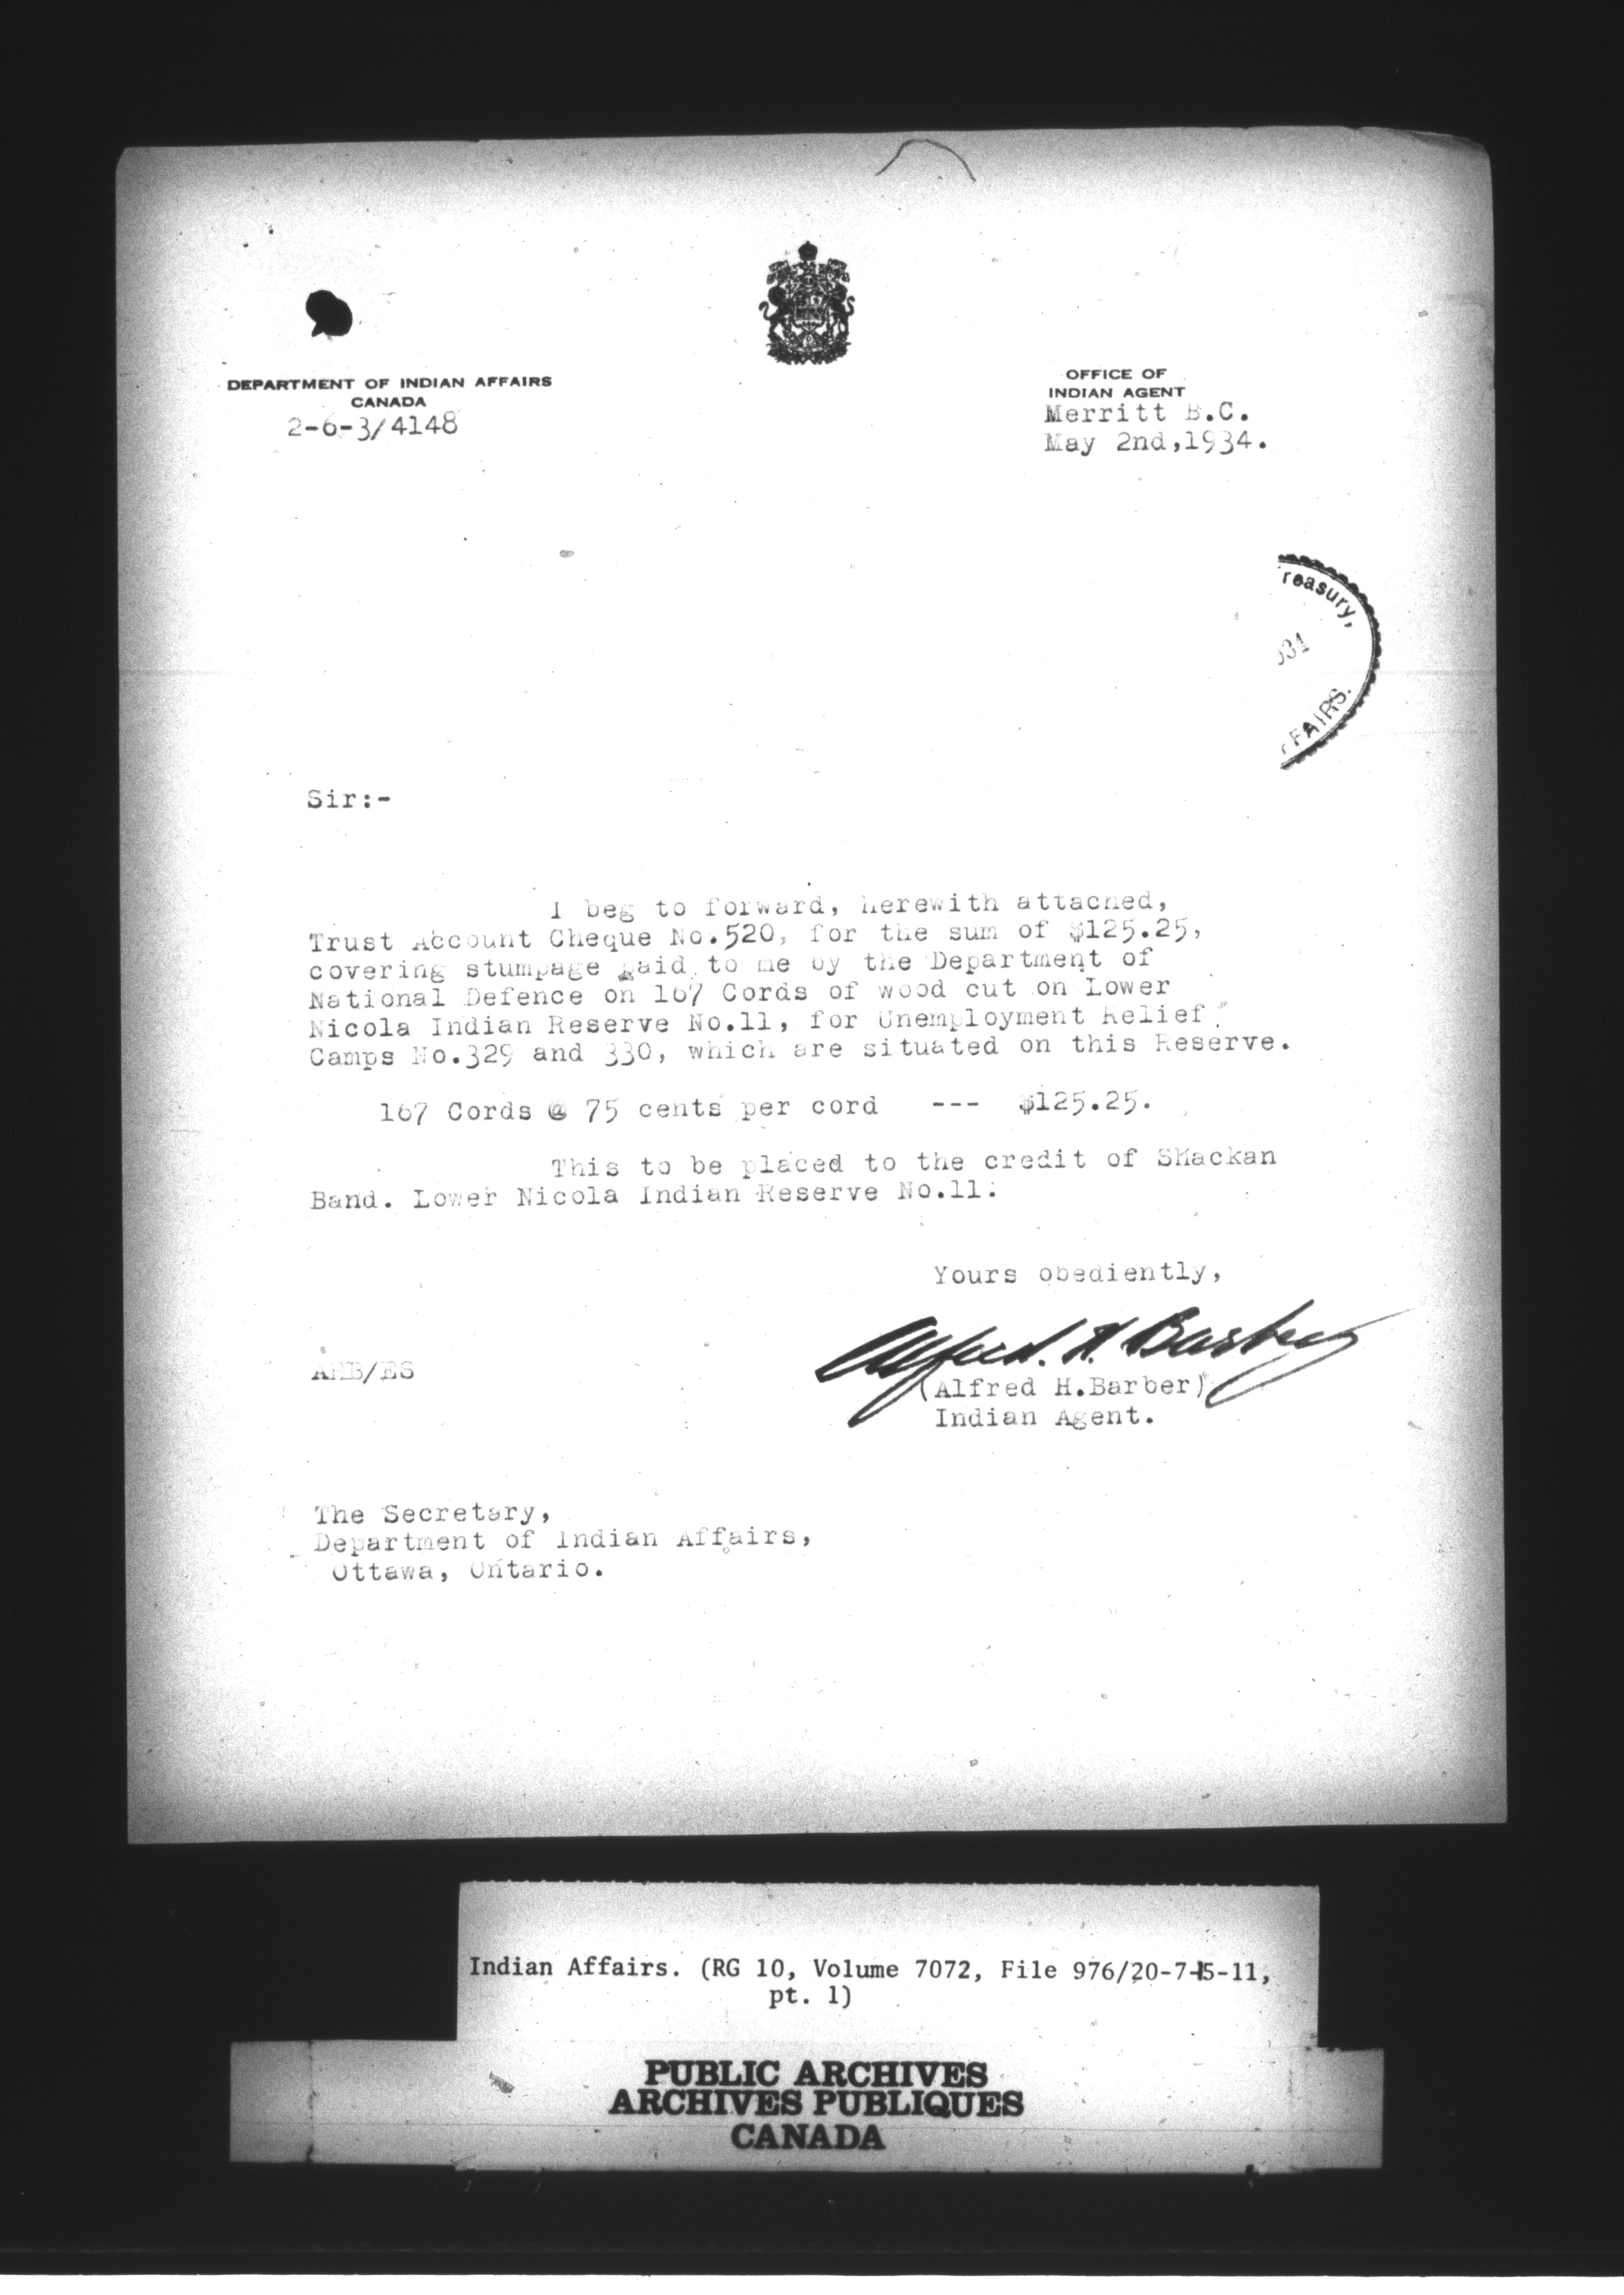 DEPARTMENT OF INDIAN AFFAIRS
CANADA
2-6-3/4148
OFFICE OF
INDIAN AGENT
Merritt B.C.
May 2nd,1934.
reasury,
934
FFAIRS.
Sir:-
I beg to forward, herewith attached,
Trust Account Cheque No.520, for the sum of $125.25,
covering stumpage paid to me by the Department of
National Defence on 167 Cords of wood cut on Lower
Nicola Indian Reserve No.11, for Unemployment Relief
Camps No.329 and 330, which are situated on this Reserve.
167 Cords @ 75 cents per cord --- $125.25.
This to be placed to the credit of SHackan
Band. Lower Nicola Indian Reserve No.11.
Yours obediently,
Alfred. H. Barber
AHB/ES
(Alfred H.Barber)
Indian Agent.
The Secretary,
Department of Indian Affairs,
Ottawa, Ontario.
Indian Affairs. (RG 10, Volume 7072, File 976/20-7-15-11,
pt. 1)
PUBLIC ARCHIVES
ARCHIVES PUBLIQUES
CANADA